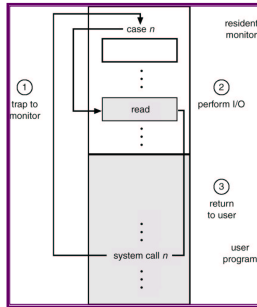 case n
resident
monitor
1
trap to
monitor
read
2
perform I/O
3
return
to user
system call n
user
program